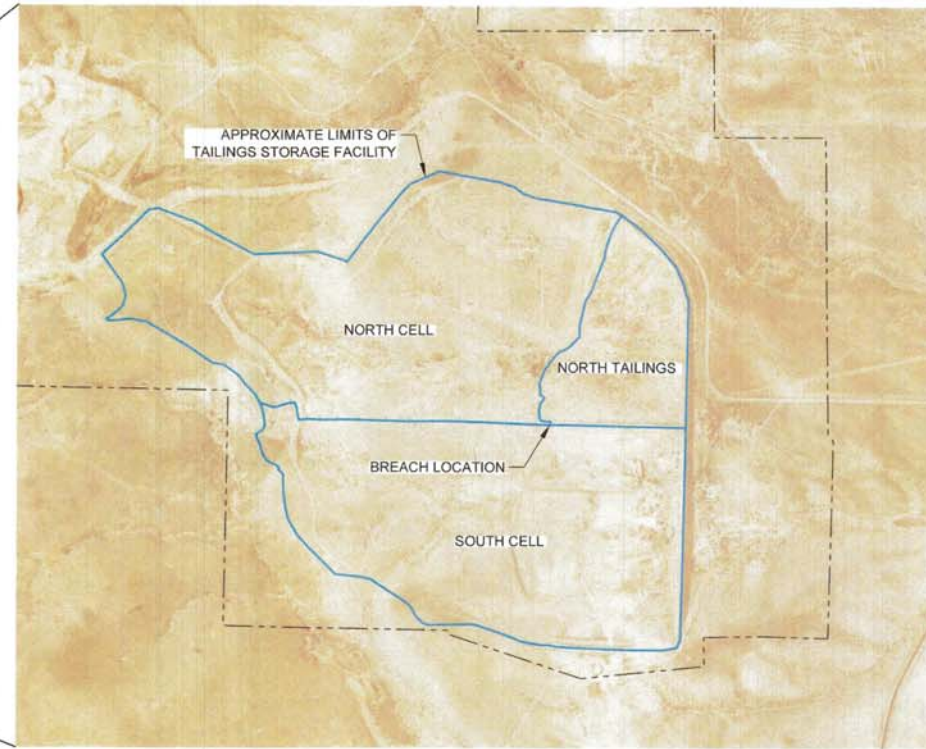 APPROXIMATE LIMITS OF
TAILINGS STORAGE FACILITY
NORTH CELL
NORTH TAILINGS
BREACH LOCATION
SOUTH CELL